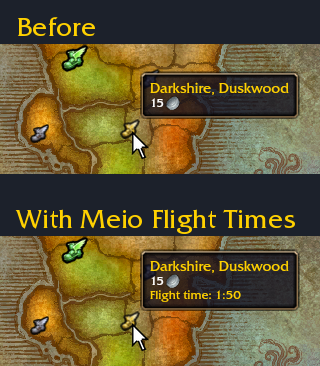 Before
Darkshire, Duskwood
15
With Meio Flight Times
Darkshire, Duskwood
15
Flight time: 1:50